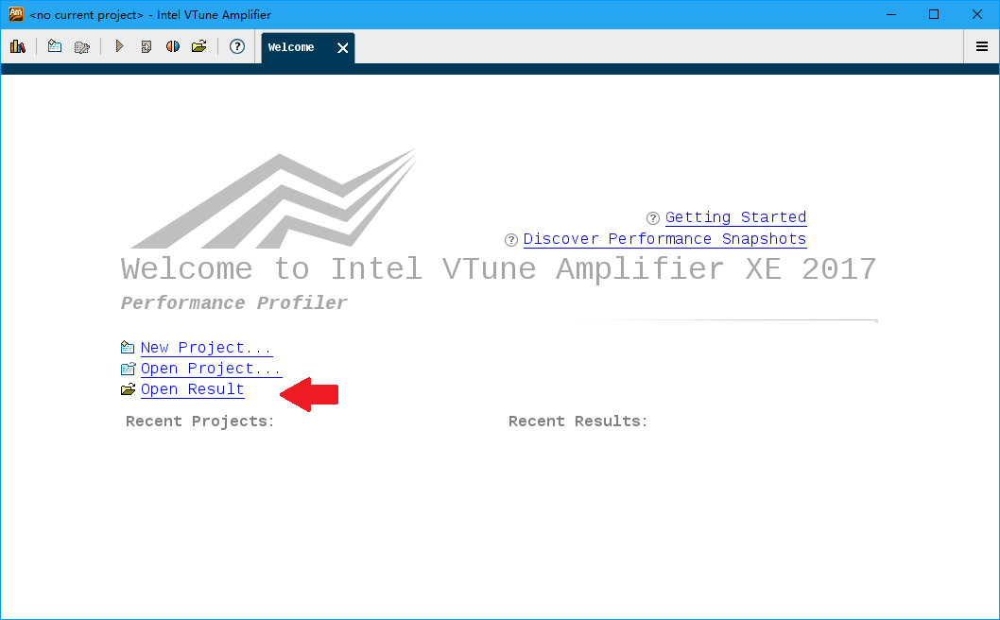 Am <no current project> - Intel VTune Amplifier
? Welcome
? Getting Started
? Discover Performance Snapshots
Welcome to Intel VTune Amplifier XE 2017
Performance Profiler
New Project...
Open Project...
Open Result
Recent Projects: Recent Results: